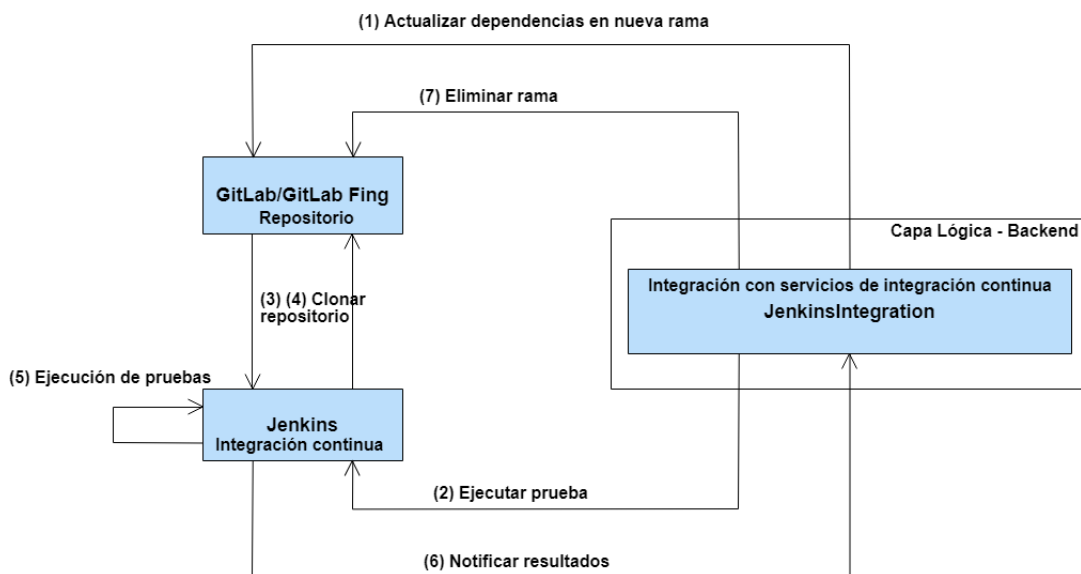 (1) Actualizar dependencias en nueva rama
(7) Eliminar rama
GitLab/GitLab Fing
Repositorio
Capa Lógica - Backend
Integración con servicios de integración continua
JenkinsIntegration
(3) (4) Clonar
repositorio
(5) Ejecución de pruebas
Jenkins
Integración continua
(2) Ejecutar prueba
(6) Notificar resultados